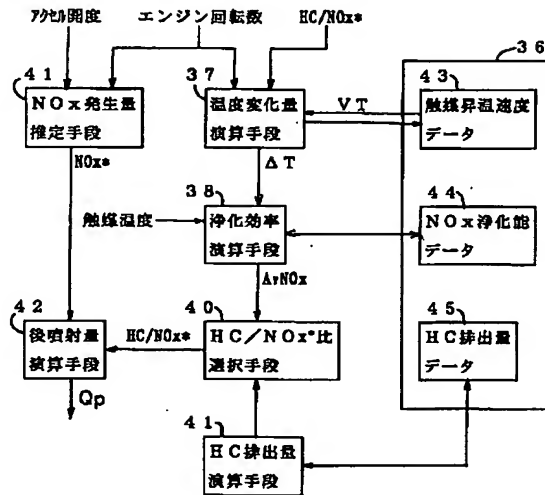 アクセル開度
エンジン回転数
HC/NOx*
36
41
NOx発生量
推定手段
37
温度変化量
演算手段
VT
43
触媒昇温速度
データ
NOx*
ΔT
触媒温度
38
浄化効率
演算手段
44
NOx浄化能
データ
ArNOx
42
後噴射量
演算手段
HC/NOx*
40
HC/NOx*比
選択手段
45
HC排出量
データ
Qp
41
HC排出量
演算手段